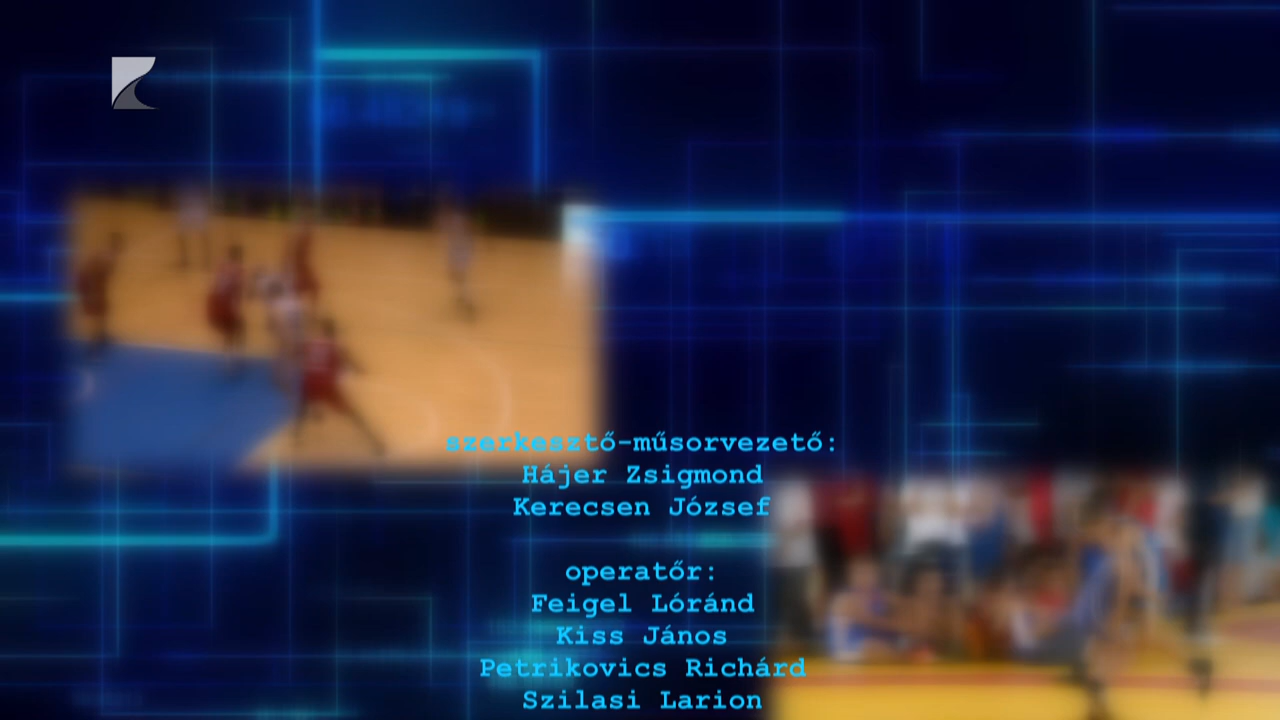 szerkesztő-műsorvezető:
Hájer Zsigmond
Kerecsen József
operatőr:
Feigel Lóránd
Kiss János
Petrikovics Richárd
Szilasi Larion